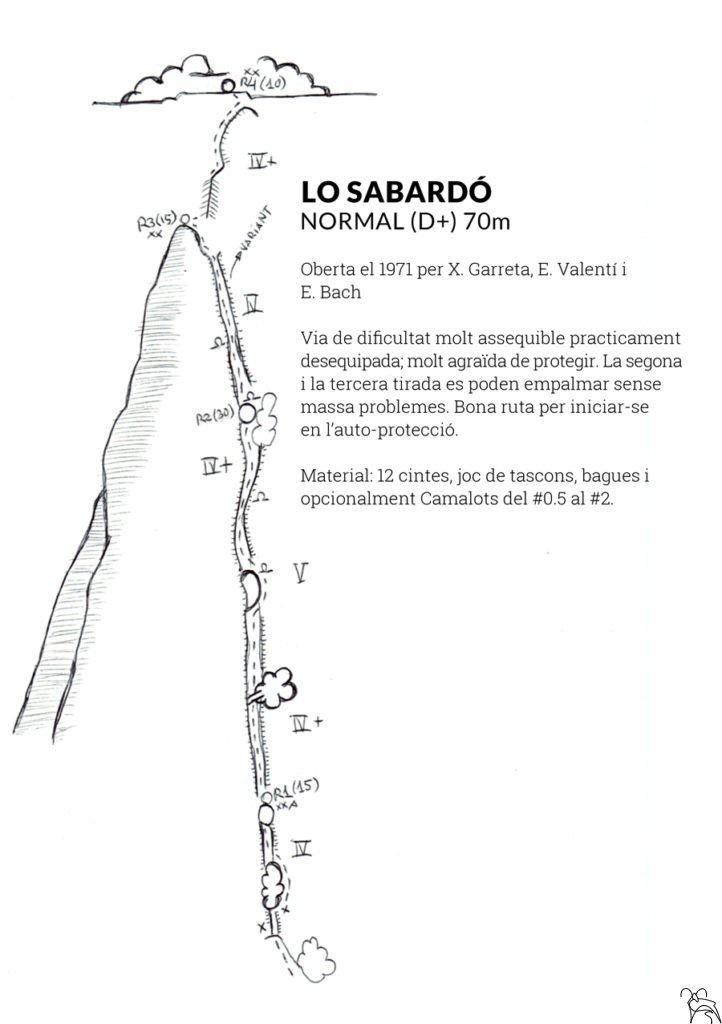 XX
R4(10)
IV+
LO SABARDÓ
NORMAL (D+) 70m
R3(15)
XX
VARIANT
Oberta el 1971 per X. Garreta, E. Valentí i
E. Bach
IV
Via de dificultat molt assequible practicament
desequipada; molt agraïda de protegir. La segona
i la tercera tirada es poden empalmar sense
massa problemes. Bona ruta per iniciar-se
en l’auto-protecció.
R2(30)
IV+
Material: 12 cintes, joc de tascons, bagues i
opcionalment Camalots del #0.5 al #2.
V
IV+
R1(15)
XXA
IV
X
X